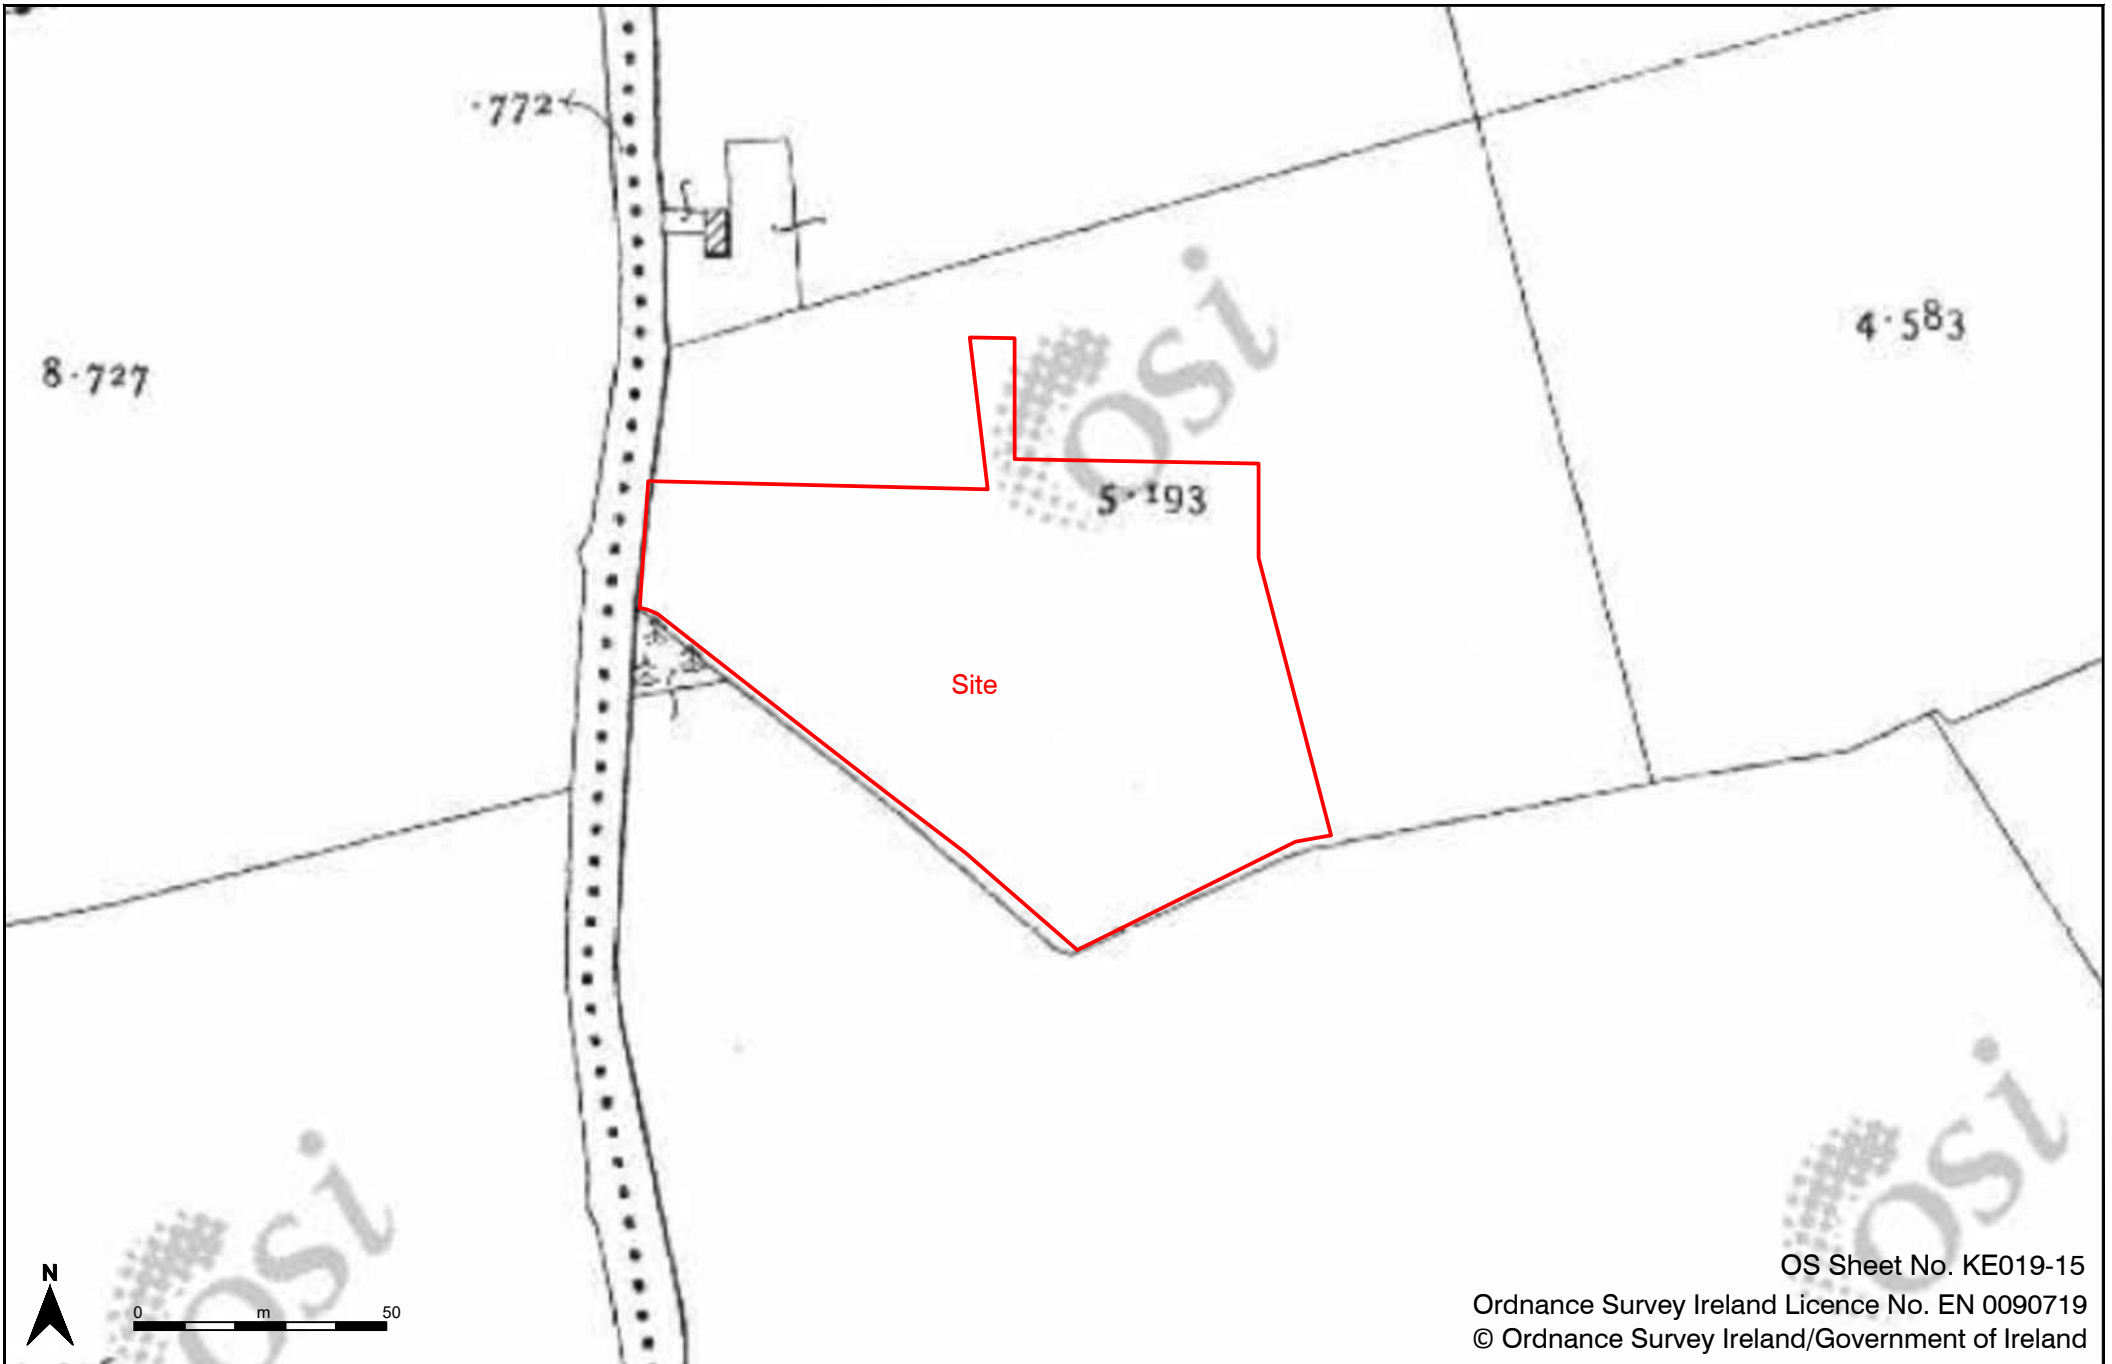 ·772
8·727
4·583
osi
5·193
Site
osi
osi
N
0 m 50
OS Sheet No. KE019-15
Ordnance Survey Ireland Licence No. EN 0090719
© Ordnance Survey Ireland/Government of Ireland